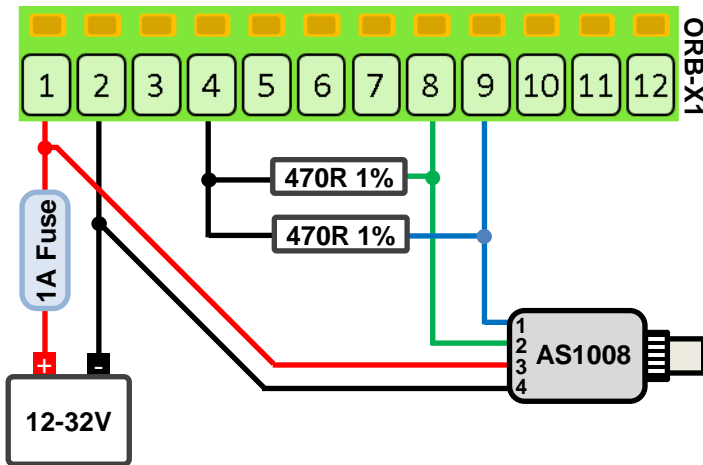 1 2 3 4 5 6 7 8 9 10 11 12
ORB-X1
470R 1%
470R 1%
1A Fuse
1
2
3
4
AS1008
+ -
12-32V